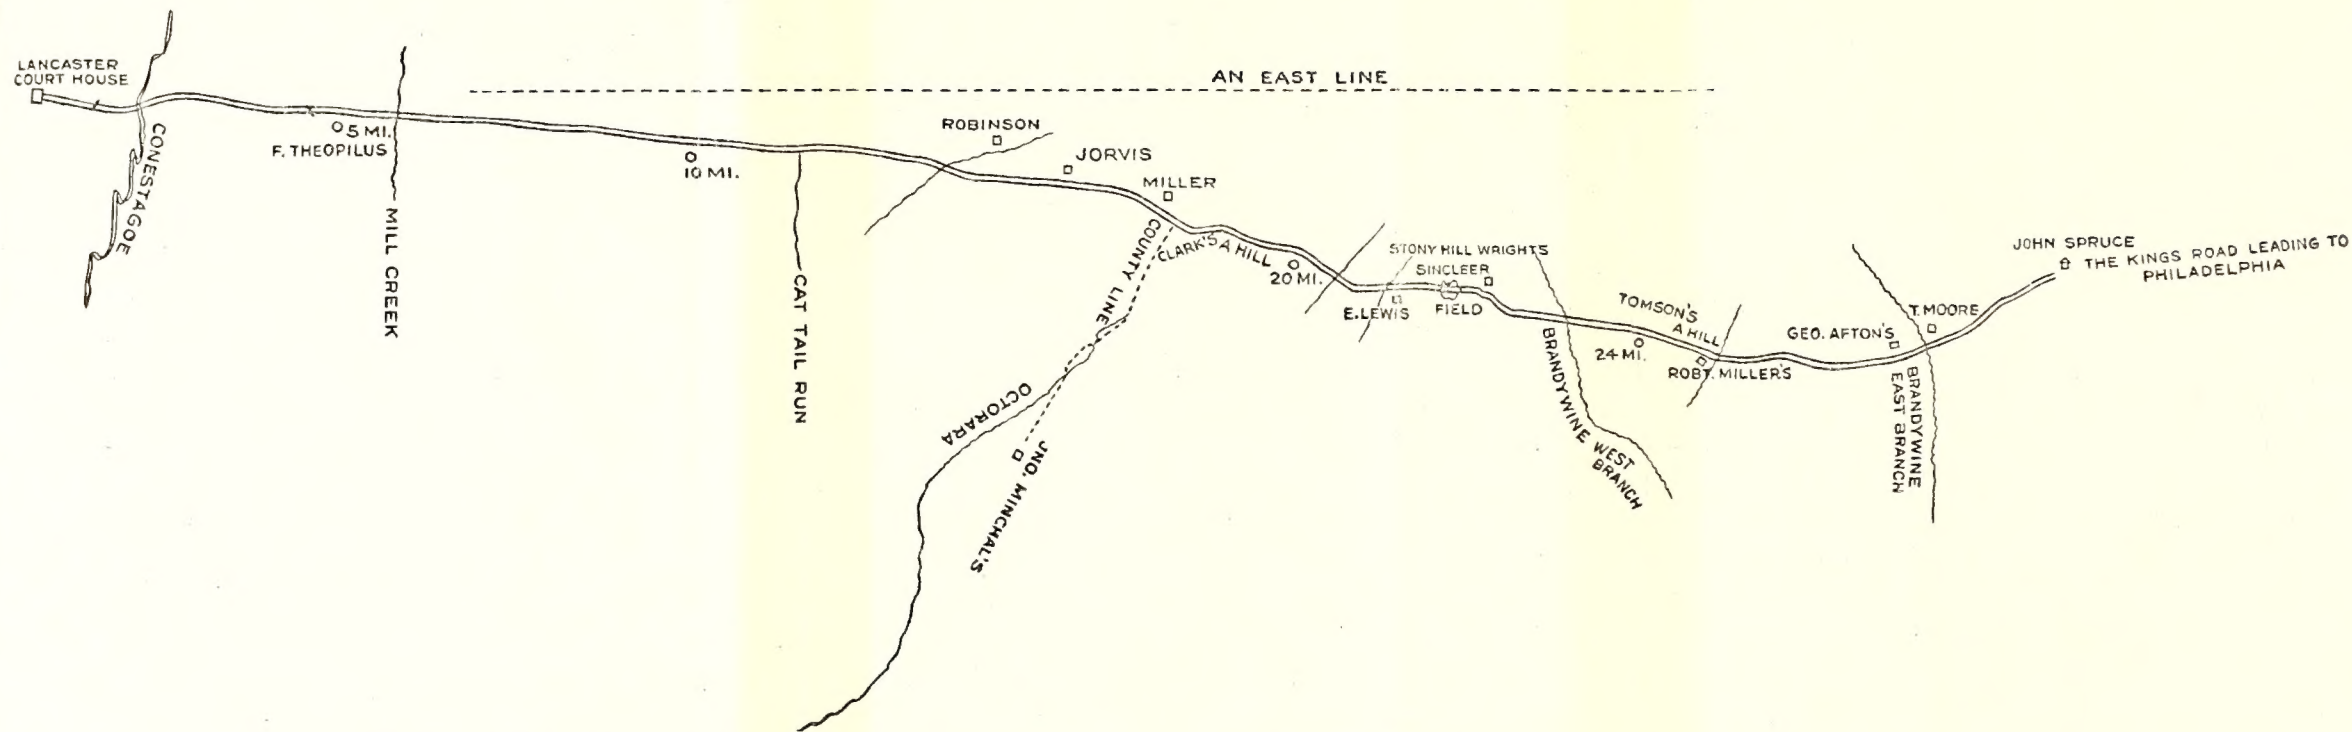 LANCASTER
COURT HOUSE
CONESTAGOE
5 MI.
F. THEOPILUS
MILL CREEK
AN EAST LINE
10 MI.
CAT TAIL RUN
ROBINSON
JORVIS
MILLER
COUNTY LINE
OCTORARA
JNO. MINCHAL'S
CLARK'S A HILL
20 MI.
STONY HILL WRIGHTS
SINCLEER
E. LEWIS
FIELD
BRANDYWINE WEST
BRANCH
TOMSON'S
A HILL
24 MI.
ROBT. MILLER'S
GEO. AFTON'S
T. MOORE
BRANDYWINE
EAST BRANCH
JOHN SPRUCE
THE KINGS ROAD LEADING TO
PHILADELPHIA